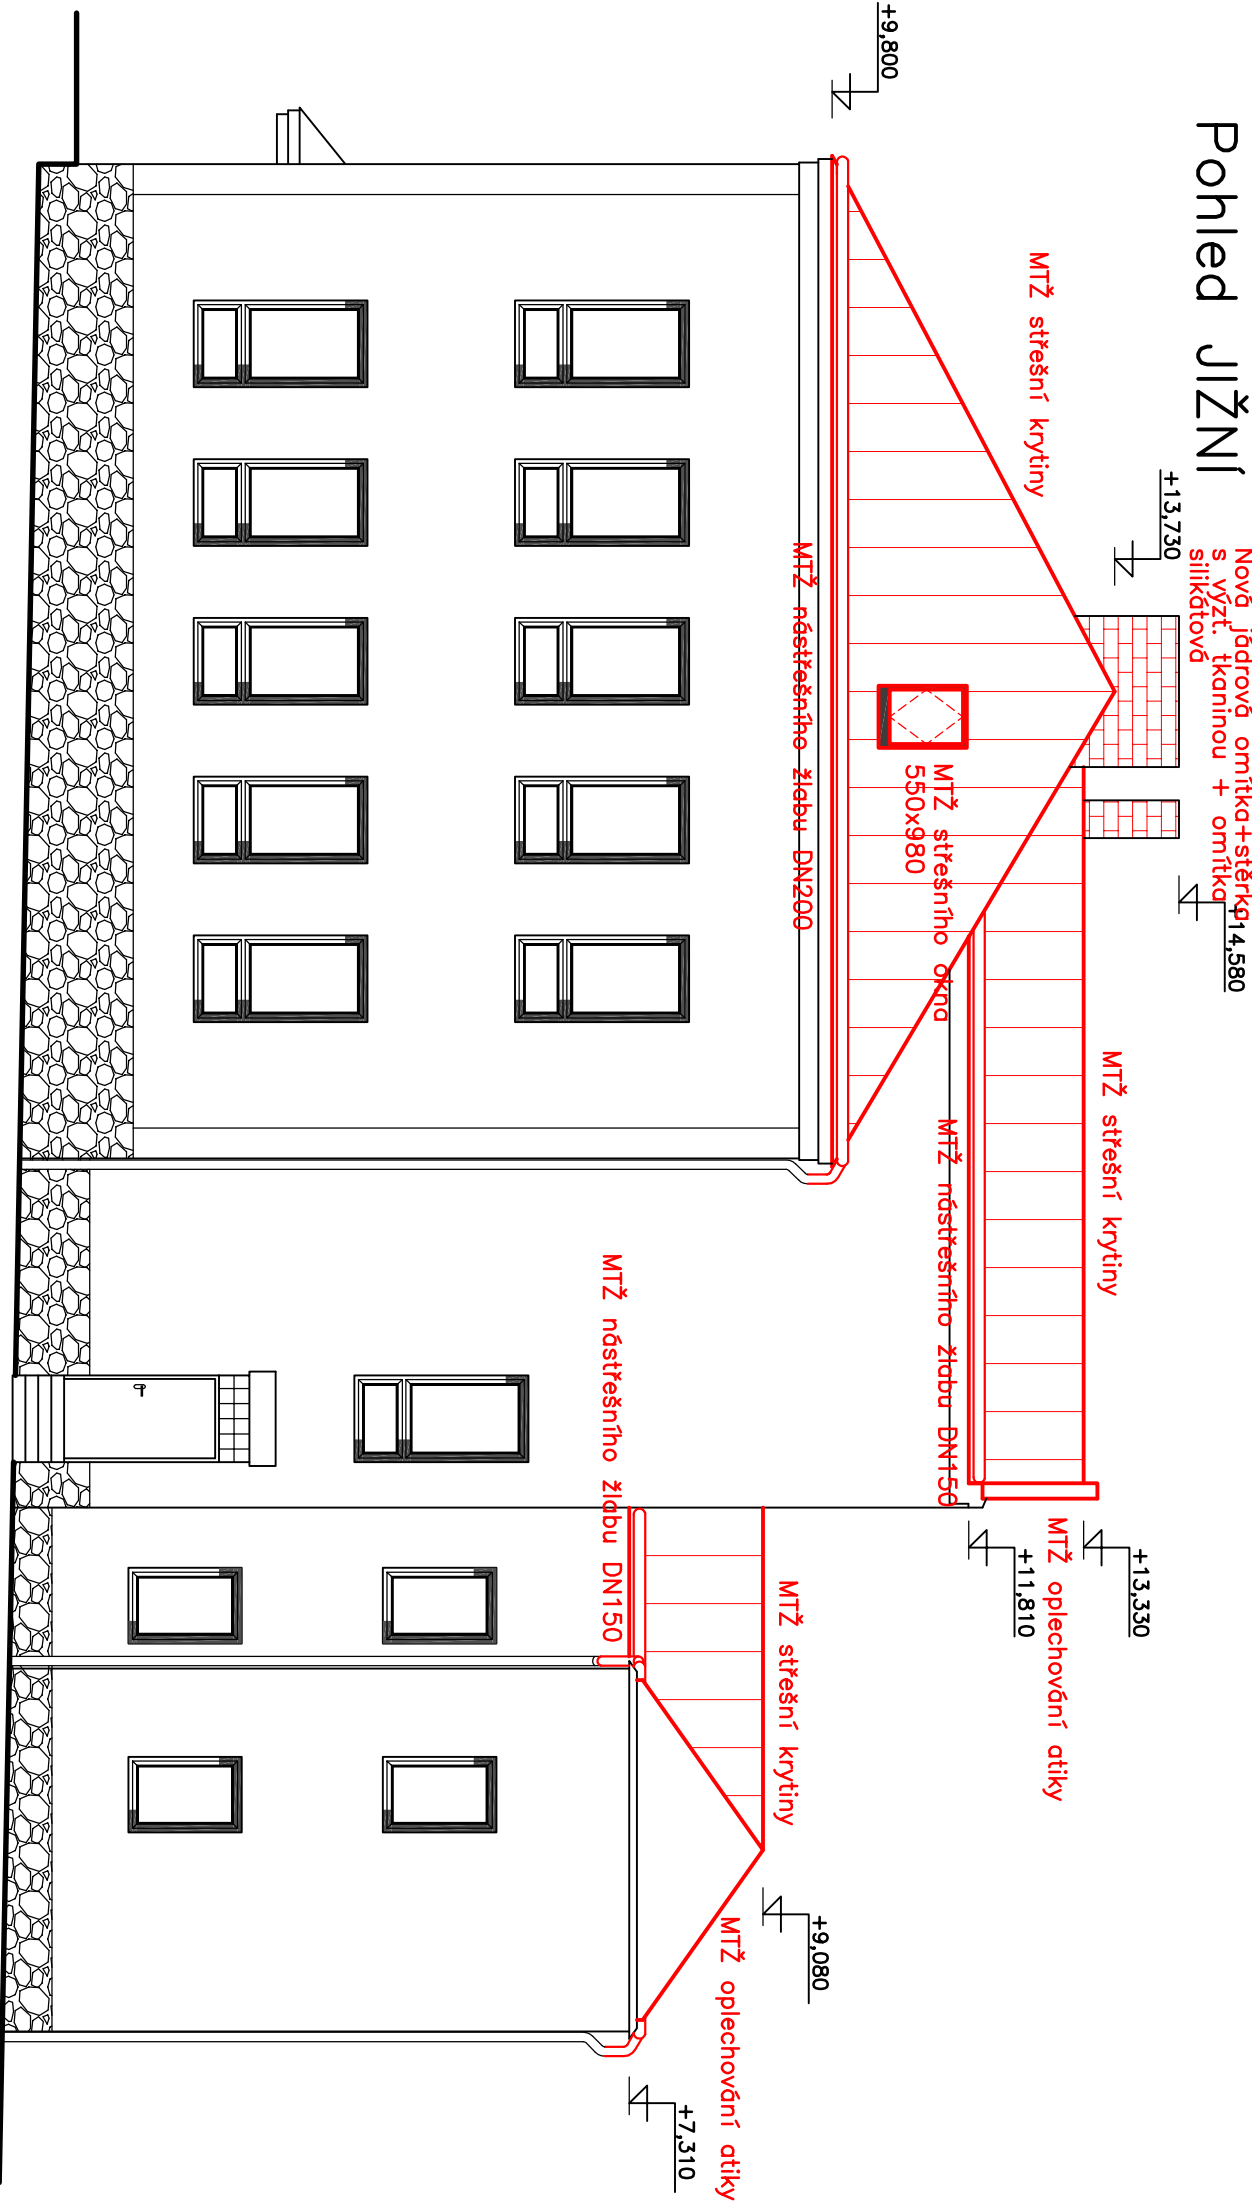 Pohled JIŽNÍ
Nová jádrová omítka+stěrka
s výzt. tkaninou + omítka
silikátová
+14,580
+13,730
+9,800
MTŽ střešní krytiny
MTŽ střešní krytiny
+13,330
MTŽ oplechování atiky
+11,810
MTŽ střešního okna
550x980
MTŽ nástřešního žlabu DN150
MTŽ nástřešního žlabu DN200
MTŽ střešní krytiny
+9,080
MTŽ oplechování atiky
+7,310
MTŽ nástřešního žlabu DN150